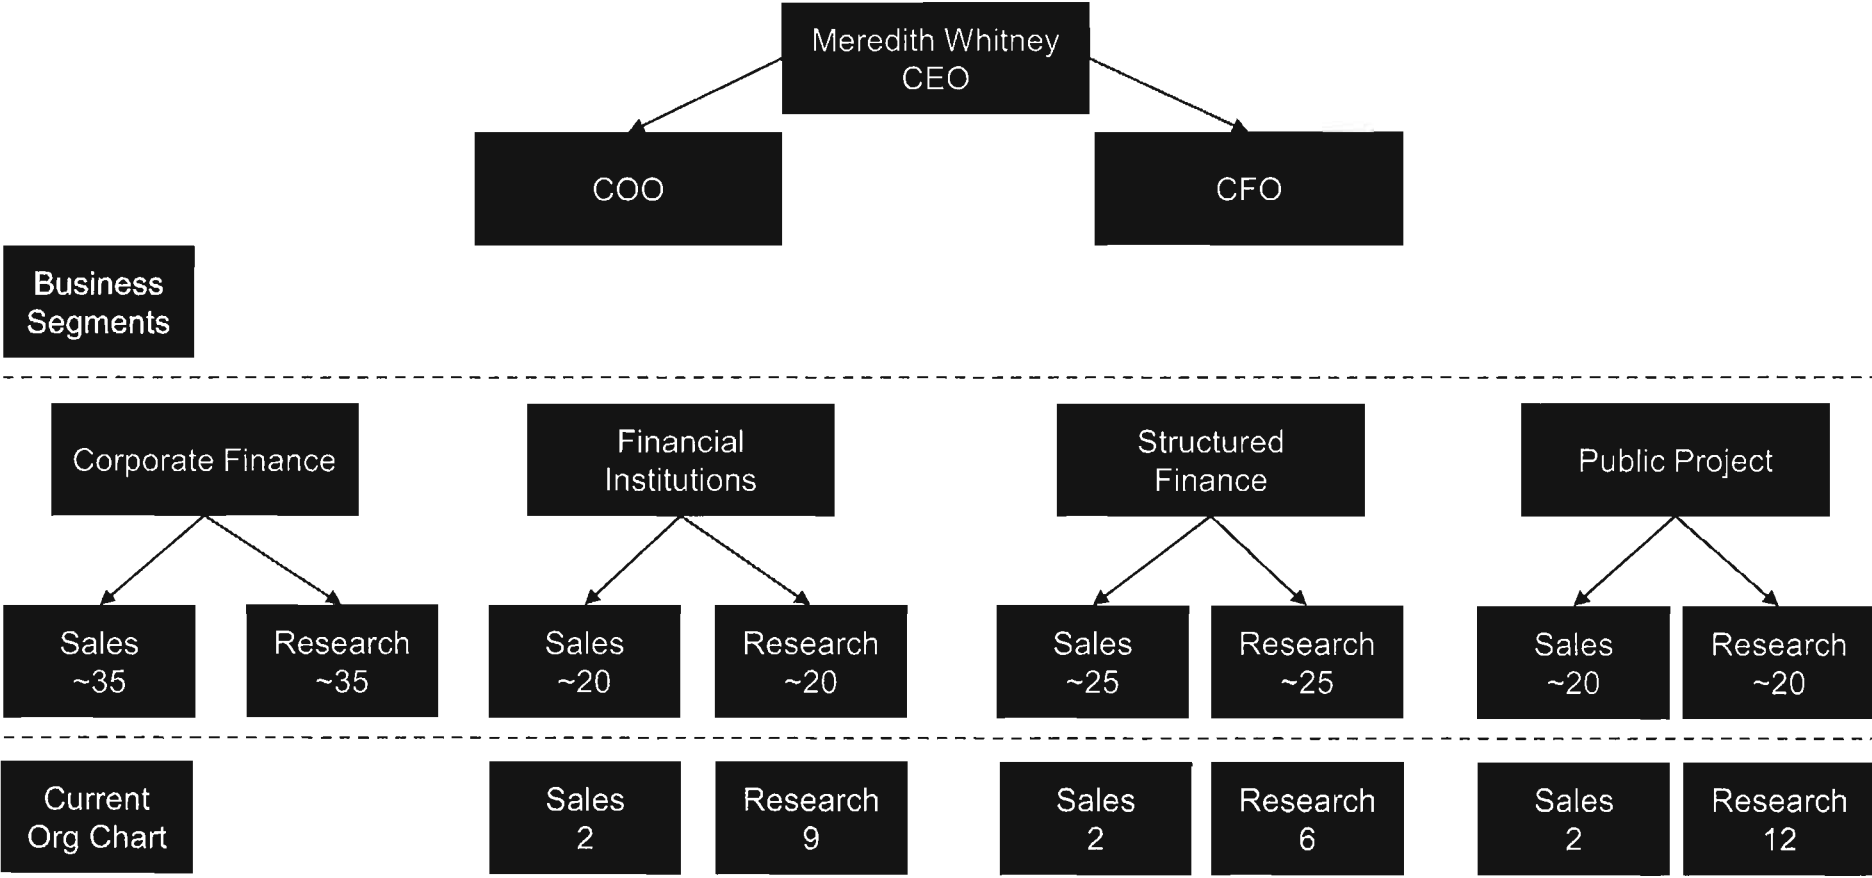 Meredith Whitney
CEO
COO
CFO
Business
Segments
Corporate Finance
Financial
Institutions
Structured
Finance
Public Project
Sales
~35
Research
~35
Sales
~20
Research
~20
Sales
~25
Research
~25
Sales
~20
Research
~20
Current
Org Chart
Sales
2
Research
9
Sales
2
Research
6
Sales
2
Research
12